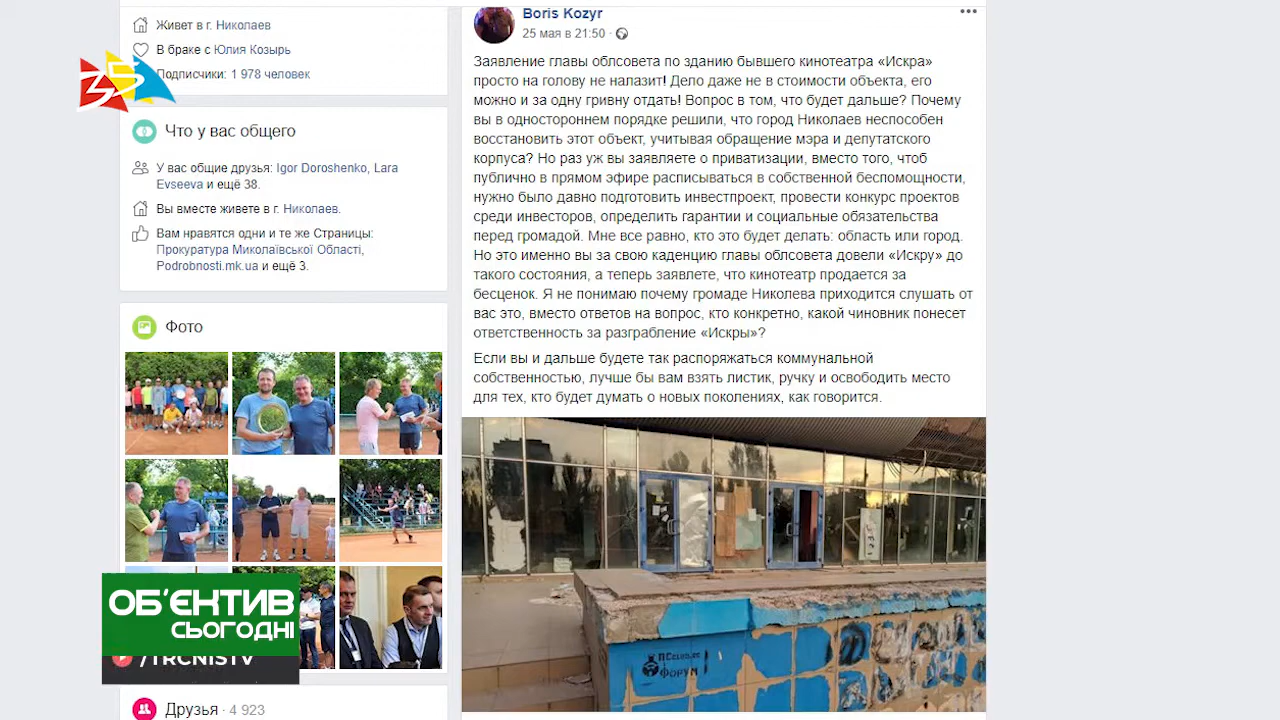 Живет в г. Николаев
В браке с Юлия Козырь
Подписчики: 1 978 человек
35
Что у вас общего
У вас общие друзья: Igor Doroshenko, Lara
Evseeva и ещё 38.
Вы вместе живете в г. Николаев.
Вам нравятся одни и те же Страницы:
Прокуратура Миколаївської Області,
Podrobnosti.mk.ua и ещё 3.
Фото
ОБ'ЄКТИВ
СЬОГОДНІ
/TRCNISTV
Друзья · 4 923
Boris Kozyr
25 мая в 21:50 ·
Заявление главы облсовета по зданию бывшего кинотеатра «Искра»
просто на голову не налазит! Дело даже не в стоимости объекта, его
можно и за одну гривну отдать! Вопрос в том, что будет дальше? Почему
вы в одностороннем порядке решили, что город Николаев неспособен
восстановить этот объект, учитывая обращение мэра и депутатского
корпуса? Но раз уж вы заявляете о приватизации, вместо того, чтоб
публично в прямом эфире расписываться в собственной беспомощности,
нужно было давно подготовить инвестпроект, провести конкурс проектов
среди инвесторов, определить гарантии и социальные обязательства
перед громадой. Мне все равно, кто это будет делать: область или город.
Но это именно вы за свою каденцию главы облсовета довели «Искру» до
такого состояния, а теперь заявлете, что кинотеатр продается за
бесценок. Я не понимаю почему громаде Николева приходится слушать от
вас это, вместо ответов на вопрос, кто конкретно, какой чиновник понесет
ответственность за разграбление «Искры»?
Если вы и дальше будете так распоряжаться коммунальной
собственностью, лучше бы вам взять листик, ручку и освободить место
для тех, кто будет думать о новых поколениях, как говорится.
ФОРУМ